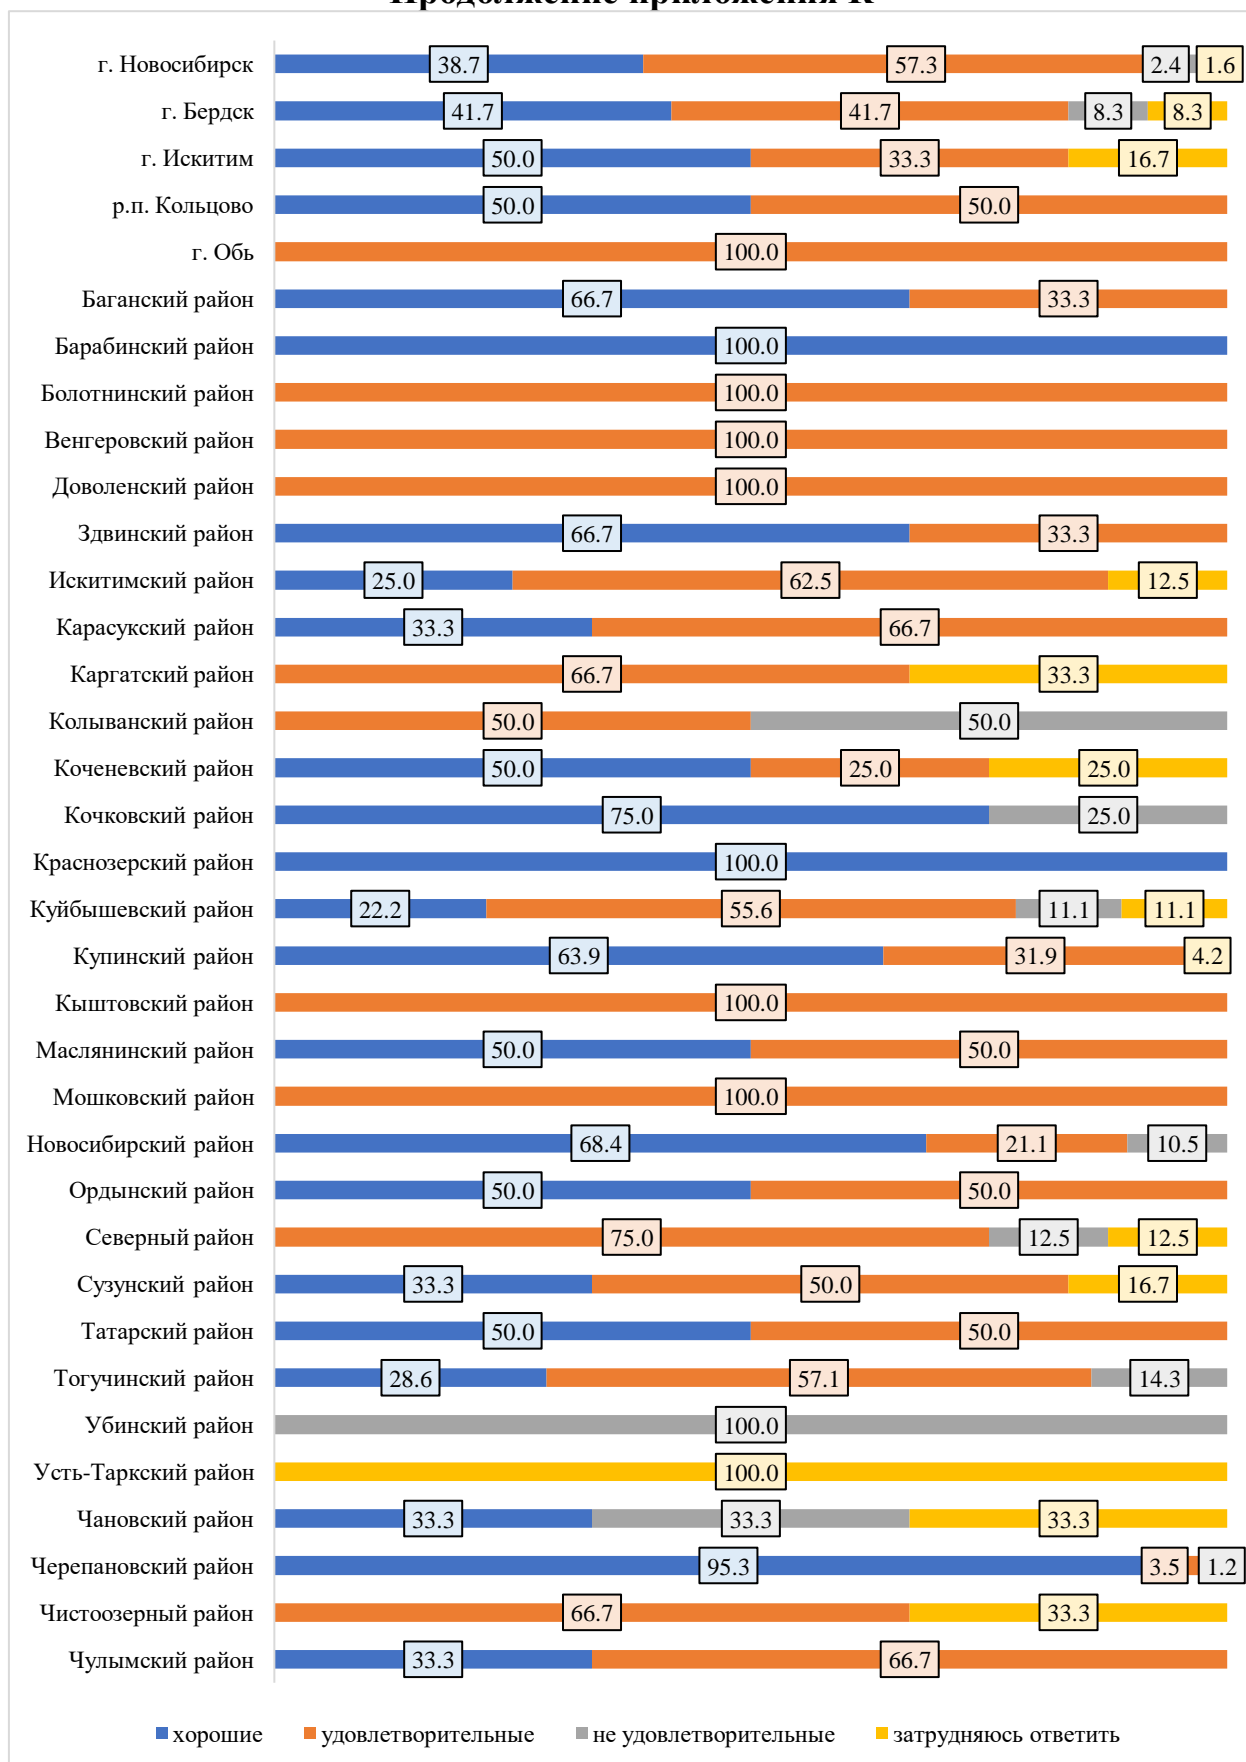 Продолжение приложения К
г. Новосибирск 38.7 57.3 2.4 1.6
г. Бердск 41.7 41.7 8.3 8.3
г. Искитим 50.0 33.3 16.7
р.п. Кольцово 50.0 50.0
г. Обь 100.0
Баганский район 66.7 33.3
Барабинский район 100.0
Болотнинский район 100.0
Венгеровский район 100.0
Доволенский район 100.0
Здвинский район 66.7 33.3
Искитимский район 25.0 62.5 12.5
Карасукский район 33.3 66.7
Каргатский район 66.7 33.3
Колыванский район 50.0 50.0
Коченевский район 50.0 25.0 25.0
Кочковский район 75.0 25.0
Краснозерский район 100.0
Куйбышевский район 22.2 55.6 11.1 11.1
Купинский район 63.9 31.9 4.2
Кыштовский район 100.0
Маслянинский район 50.0 50.0
Мошковский район 100.0
Новосибирский район 68.4 21.1 10.5
Ордынский район 50.0 50.0
Северный район 75.0 12.5 12.5
Сузунский район 33.3 50.0 16.7
Татарский район 50.0 50.0
Тогучинский район 28.6 57.1 14.3
Убинский район 100.0
Усть-Таркский район 100.0
Чановский район 33.3 33.3 33.3
Черепановский район 95.3 3.5 1.2
Чистоозерный район 66.7 33.3
Чулымский район 33.3 66.7
хорошие удовлетворительные не удовлетворительные затрудняюсь ответить